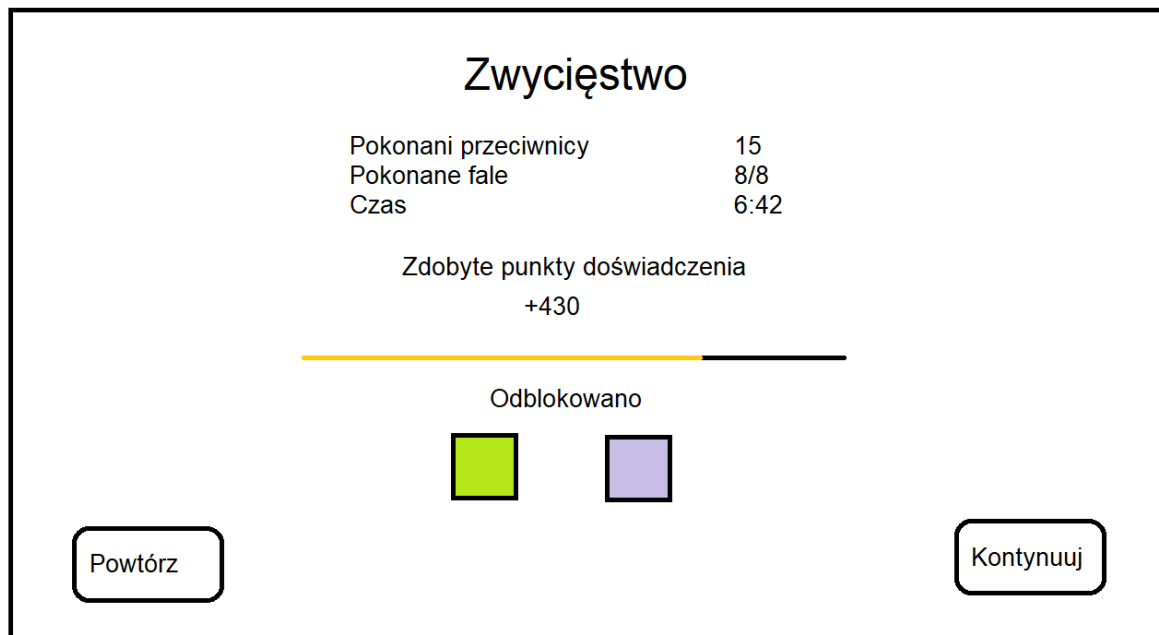 Zwycięstwo
Pokonani przeciwnicy 15
Pokonane fale 8/8
Czas 6:42
Zdobyte punkty doświadczenia
+430
Odblokowano
Powtórz
Kontynuuj